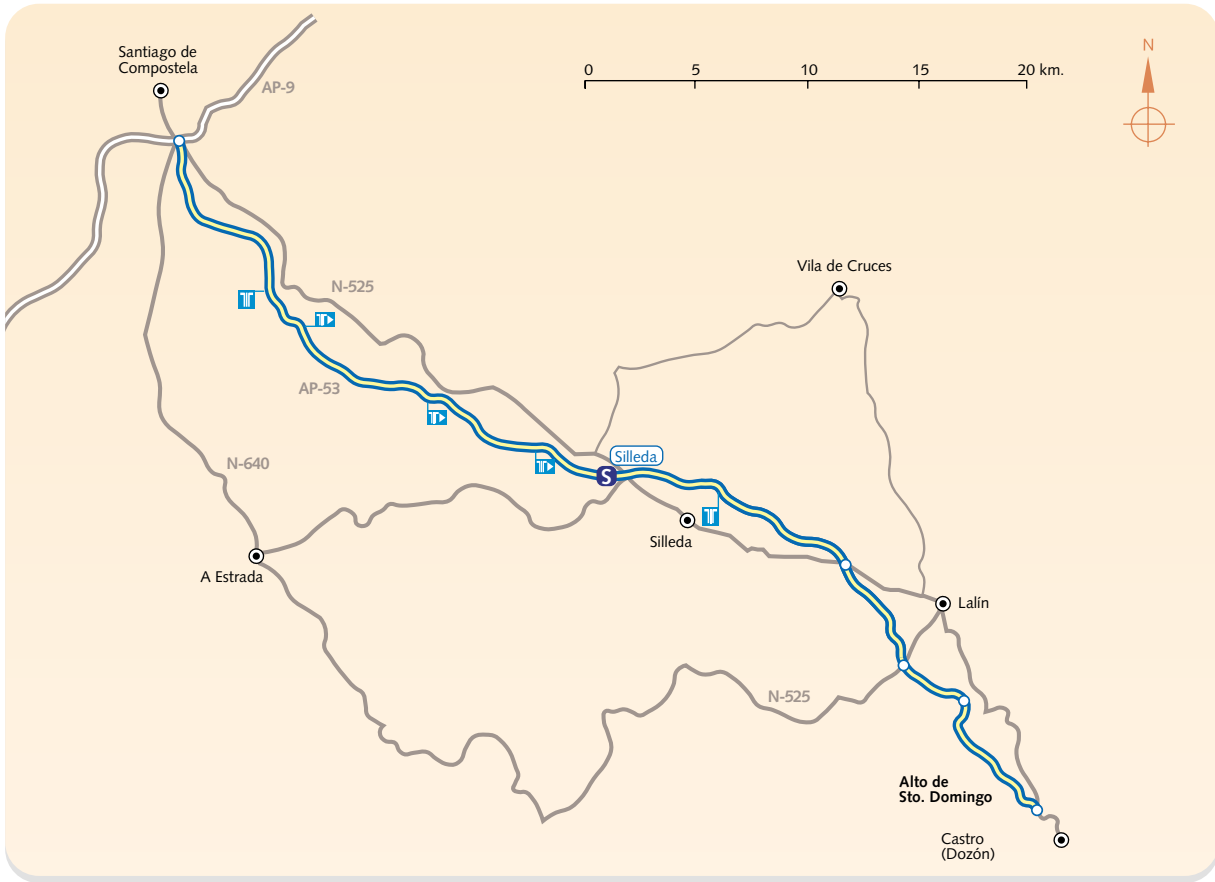 Santiago de
Compostela
AP-9
0 5 10 15 20 km.
N
Vila de Cruces
N-525
AP-53
Silleda
S
N-640
Silleda
A Estrada
Lalín
N-525
Alto de
Sto. Domingo
Castro
(Dozón)
T
T
T
T
T